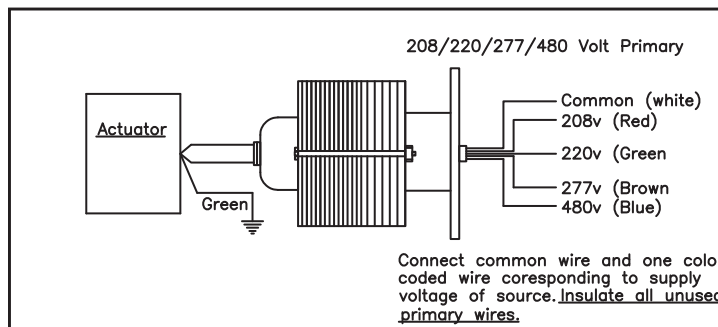 208/220/277/480 Volt Primary
Actuator
Green
Common (white)
208v (Red)
220v (Green
277v (Brown
480v (Blue)
Connect common wire and one colo
coded wire coresponding to supply
voltage of source. Insulate all unused
primary wires.